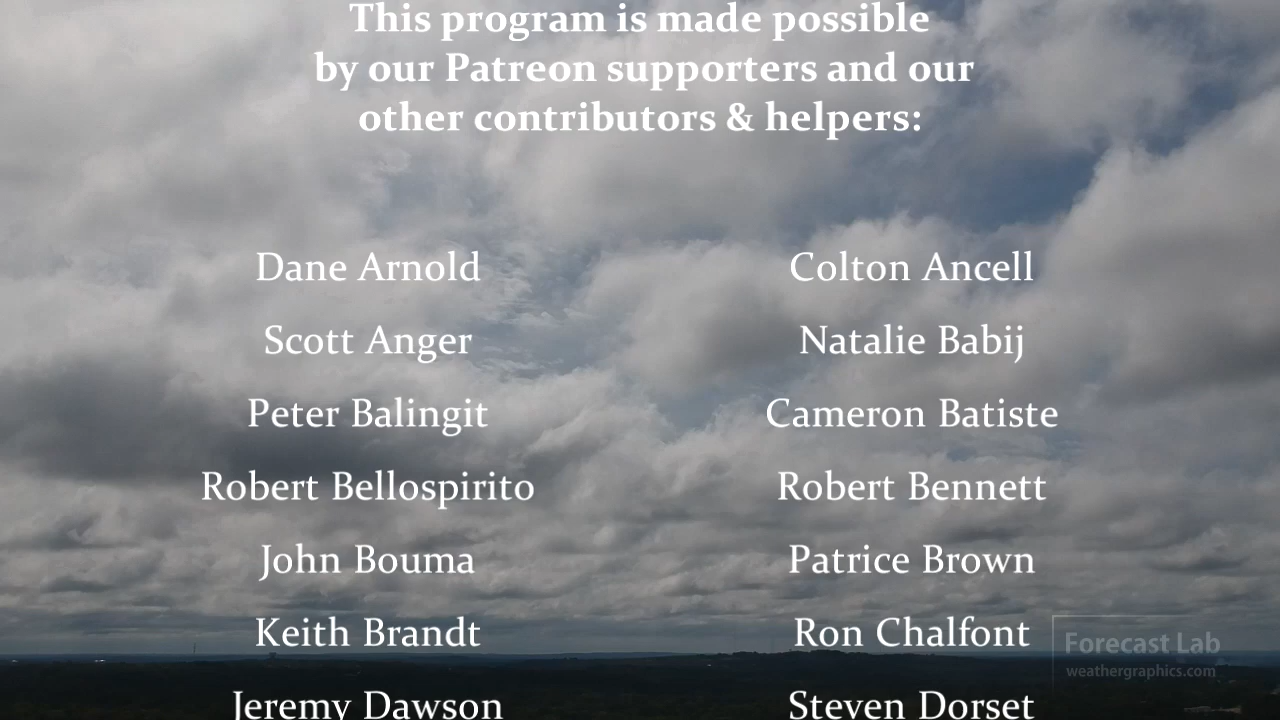 This program is made possible
by our Patreon supporters and our
other contributors & helpers:
Dane Arnold
Colton Ancell
Scott Anger
Natalie Babij
Peter Balingit
Cameron Batiste
Robert Bellospirito
Robert Bennett
John Bouma
Patrice Brown
Keith Brandt
Ron Chalfont
Jeremy Dawson
Steven Dorset
Forecast Lab
weathergraphics.com